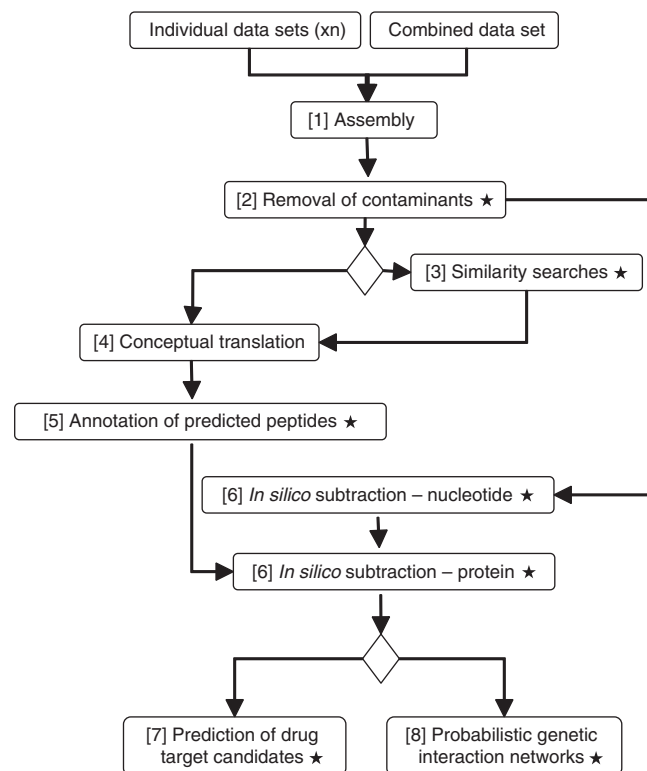 Individual data sets (xn)
Combined data set
[1] Assembly
[2] Removal of contaminants ★
[3] Similarity searches ★
[4] Conceptual translation
[5] Annotation of predicted peptides ★
[6] In silico subtraction – nucleotide ★
[6] In silico subtraction – protein ★
[7] Prediction of drug
target candidates ★
[8] Probabilistic genetic
interaction networks ★